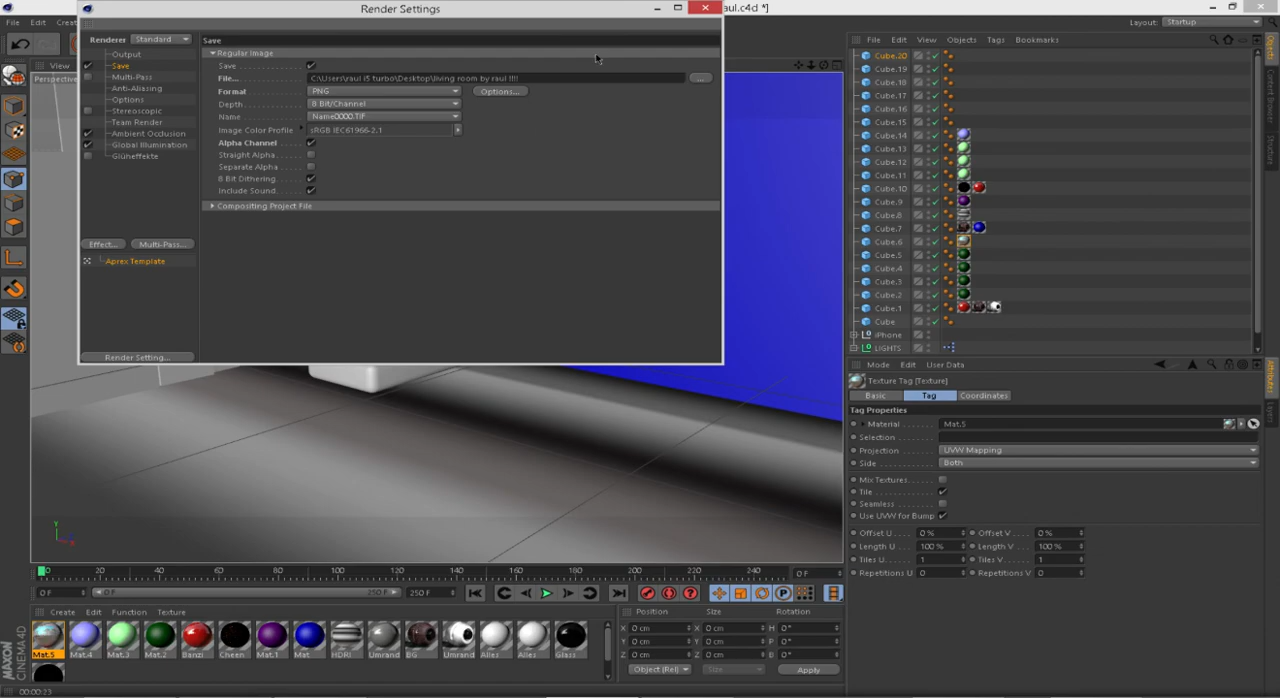 Render Settings
aul.c4d *]
File Edit Creat
Layout: Startup
Renderer Standard
Output
Save
Multi-Pass
Anti-Aliasing
Options
Stereoscopic
Team Render
Ambient Occlusion
Global Illumination
Glüneffekte
Effect... Multi-Pass...
Aprex Template
Render Setting...
Save
Regular Image
Save
File... C:\Users\raul i5 turbo\Desktop\living room by raul !!!!
Format PNG Options...
Depth 8 Bit/Channel
Name Name0000.TIF
Image Color Profile sRGB IEC61966-2.1
Alpha Channel
Straight Alpha
Separate Alpha
8 Bit Dithering
Include Sound
Compositing Project File
View
Perspective
File Edit View Objects Tags Bookmarks
Cube.20
Cube.19
Cube.18
Cube.17
Cube.16
Cube.15
Cube.14
Cube.13
Cube.12
Cube.11
Cube.10
Cube.9
Cube.8
Cube.7
Cube.6
Cube.5
Cube.4
Cube.3
Cube.2
Cube.1
Cube
iPhone
LIGHTS
Objects
Content Browser
Structure
Attributes
Layers
Mode Edit User Data
Texture Tag [Texture]
Basic Tag Coordinates
Tag Properties
Material Mat.5
Selection
Projection UVW Mapping
Side Both
Mix Textures
Tile
Seamless
Use UVW for Bump
Offset U 0 % Offset V 0 %
Length U 100 % Length V 100 %
Tiles U 1 Tiles V 1
Repetitions U 0 Repetitions V 0
Y
0 20 40 60 80 100 120 140 160 180 200 220 240 0 F
0 F 0 F 250 F 250 F
Create Edit Function Texture
Mat.5 Mat.4 Mat.3 Mat.2 Banzi Cheen Mat.1 Mat HDRI Umrand BG Umrand Alles Alles Glass
Position Size Rotation
X 0 cm X 0 cm H 0°
Y 0 cm Y 0 cm P 0°
Z 0 cm Z 0 cm B 0°
Object (Rel) Size Apply
MAXON
CINEMA4D
00:00:23